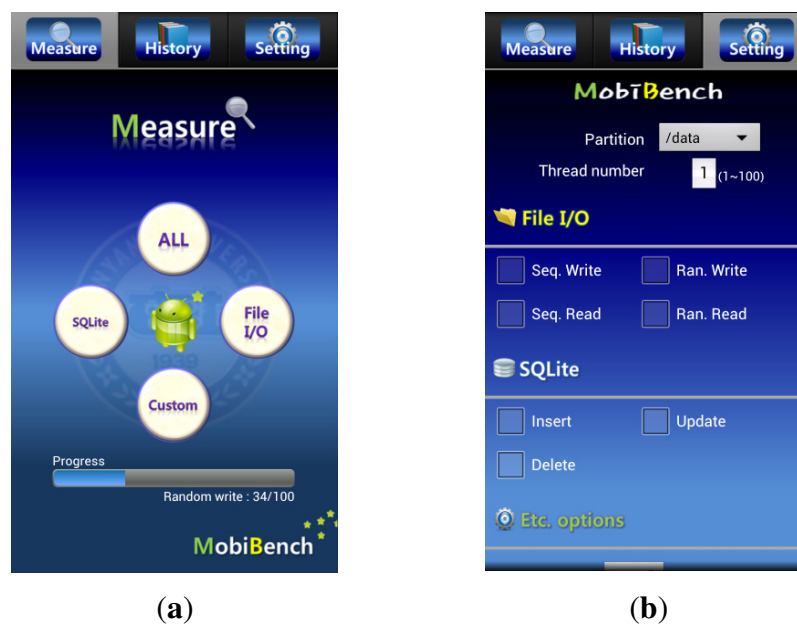 Measure History Setting
Measure
ALL
SQLite
File
I/O
Custom
1939
Progress
Random write : 34/100
MobiBench
(a)
Measure History Setting
MobiBench
Partition /data
Thread number 1 (1~100)
File I/O
Seq. Write Ran. Write
Seq. Read Ran. Read
SQLite
Insert Update
Delete
Etc. options
(b)